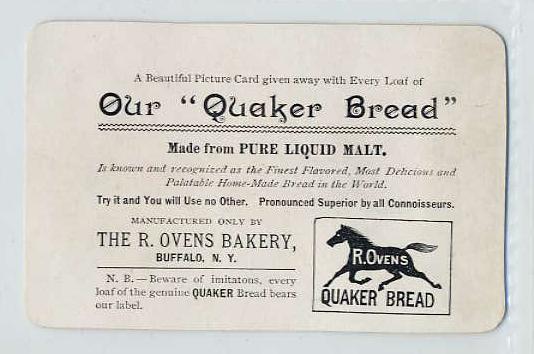 A Beautiful Picture Card given away with Every Loaf of
Our "Quaker Bread"
Made from PURE LIQUID MALT.
Is known and recognized as the Finest Flavored, Most Delicious and
Palatable Home-Made Bread in the World.
Try it and You will Use no Other. Pronounced Superior by all Connoisseurs.
MANUFACTURED ONLY BY
THE R. OVENS BAKERY,
BUFFALO, N. Y.
N. B.—Beware of imitatons, every
loaf of the genuine QUAKER Bread bears
our label.
R. OVENS
QUAKER BREAD